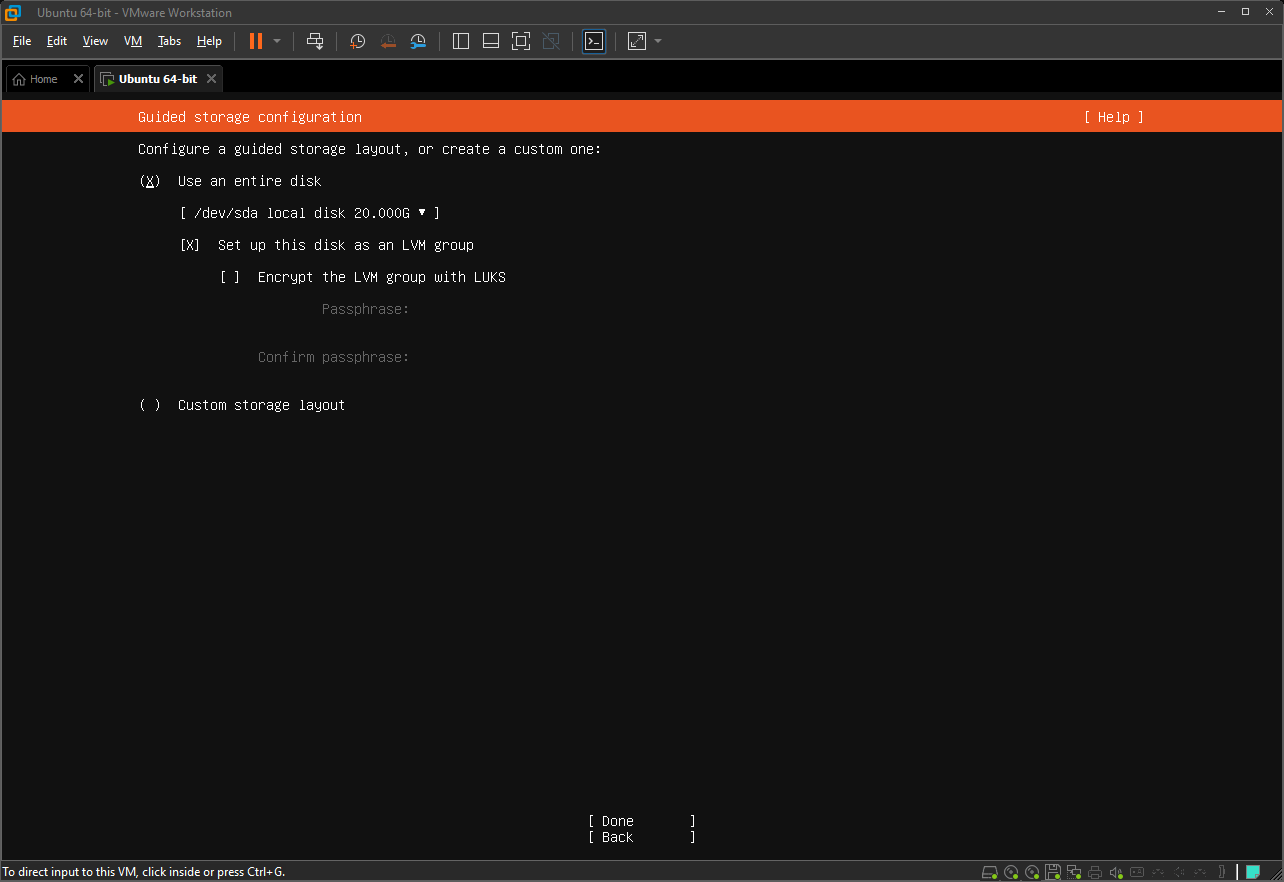 Ubuntu 64-bit - VMware Workstation
File Edit View VM Tabs Help
Home Ubuntu 64-bit
Guided storage configuration [ Help ]
Configure a guided storage layout, or create a custom one:
(X) Use an entire disk
[ /dev/sda local disk 20.000G ▾ ]
[X] Set up this disk as an LVM group
[ ] Encrypt the LVM group with LUKS
Passphrase:
Confirm passphrase:
( ) Custom storage layout
[ Done ]
[ Back ]
To direct input to this VM, click inside or press Ctrl+G.